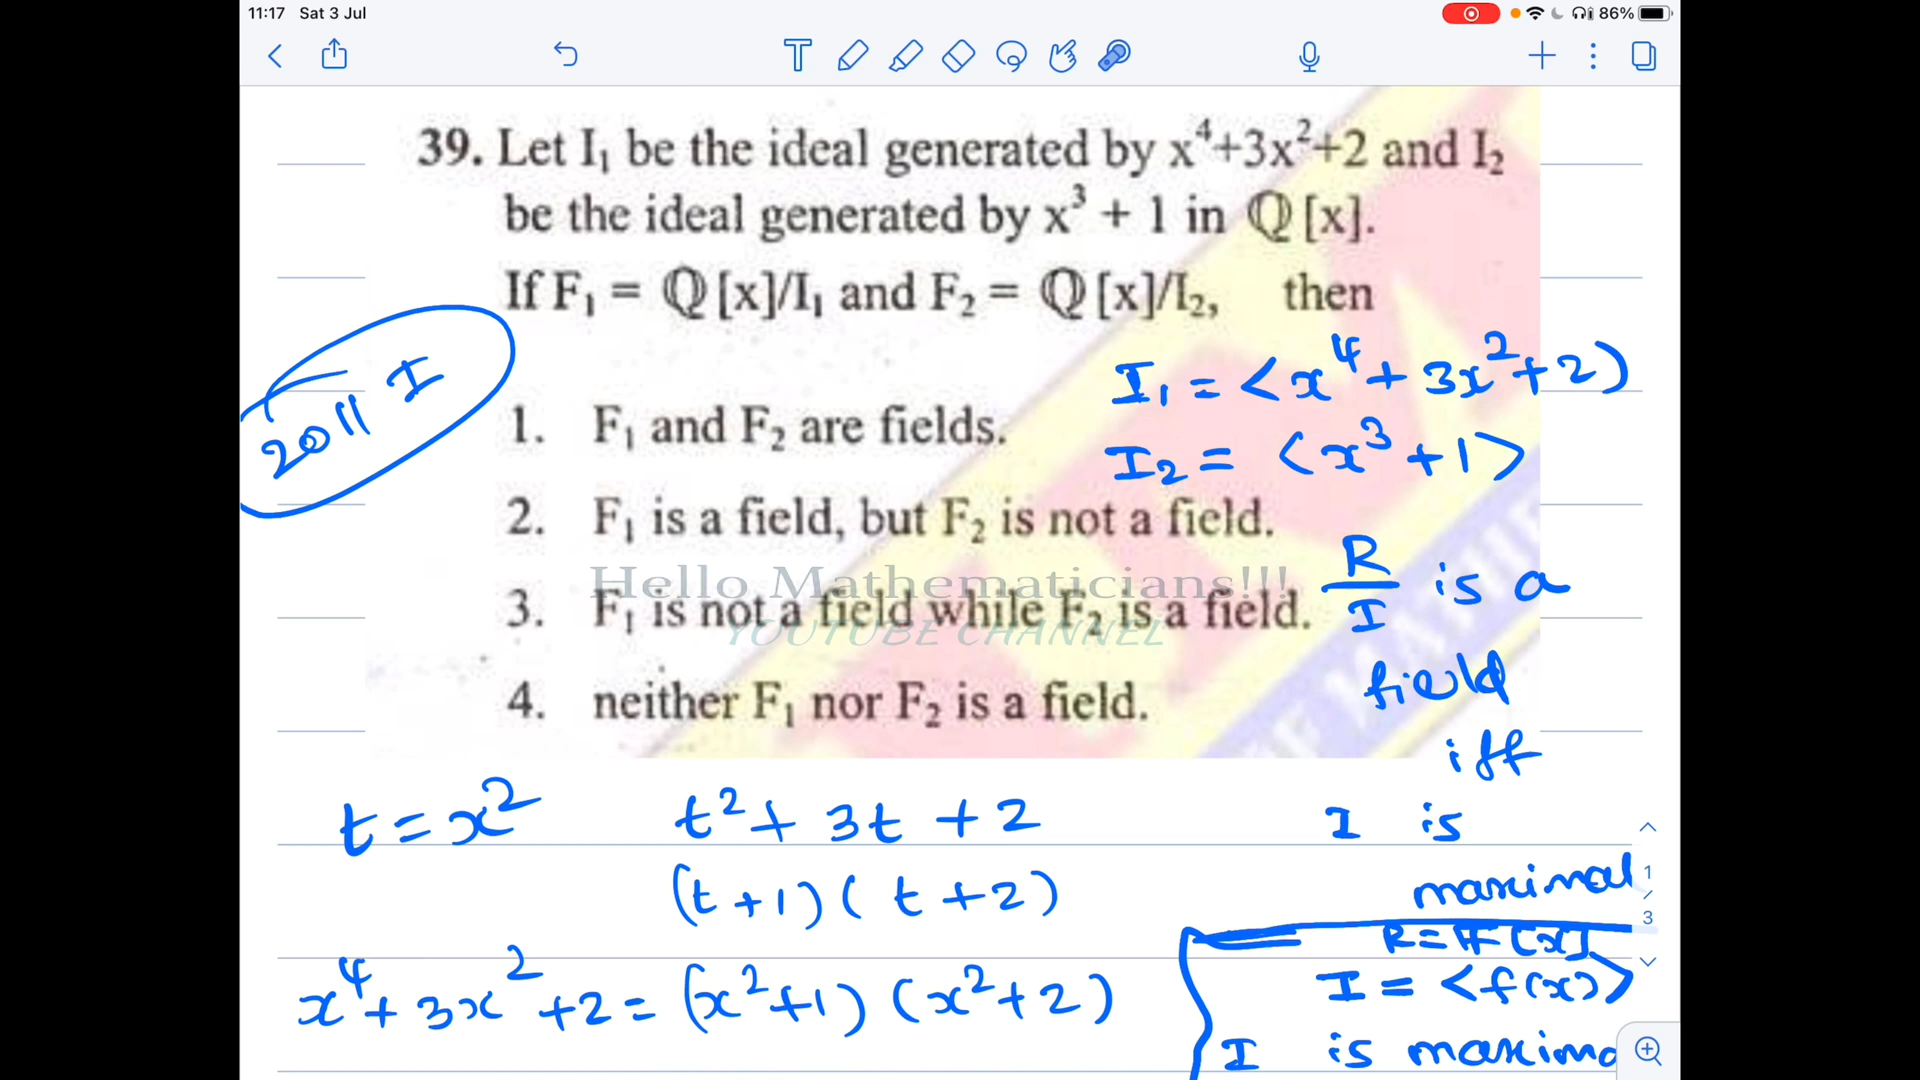 11:17 Sat 3 Jul
86%
39. Let I₁ be the ideal generated by x⁴+3x²+2 and I₂
be the ideal generated by x³ + 1 in ℚ [x].
If F₁ = ℚ [x]/I₁ and F₂ = ℚ [x]/I₂, then
2011 I
I₁ = <x⁴ + 3x² + 2)
1. F₁ and F₂ are fields.
I₂ = <x³ + 1>
2. F₁ is a field, but F₂ is not a field.
Hello Mathematicians!!!
R/I is a
3. F₁ is not a field while F₂ is a field.
YOUTUBE CHANNEL
field
4. neither F₁ nor F₂ is a field.
iff
t = x² t² + 3t + 2
I is
(t + 1) ( t + 2)
maximal
1/3
R = F[x]
x⁴ + 3x² + 2 = (x² + 1) (x² + 2)
I = <f(x)>
I is maxima